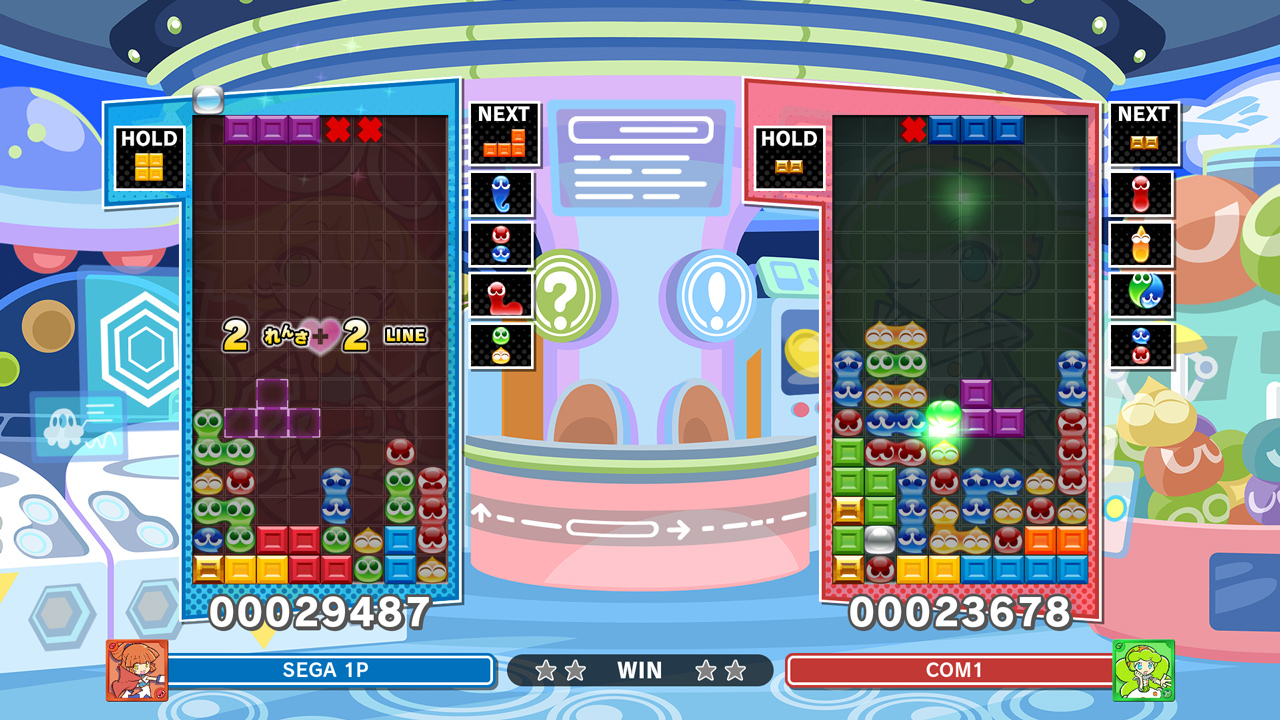 HOLD
NEXT
HOLD
NEXT
?
!
2 れんさ + 2 LINE
00029487
00023678
SEGA 1P
WIN
COM1